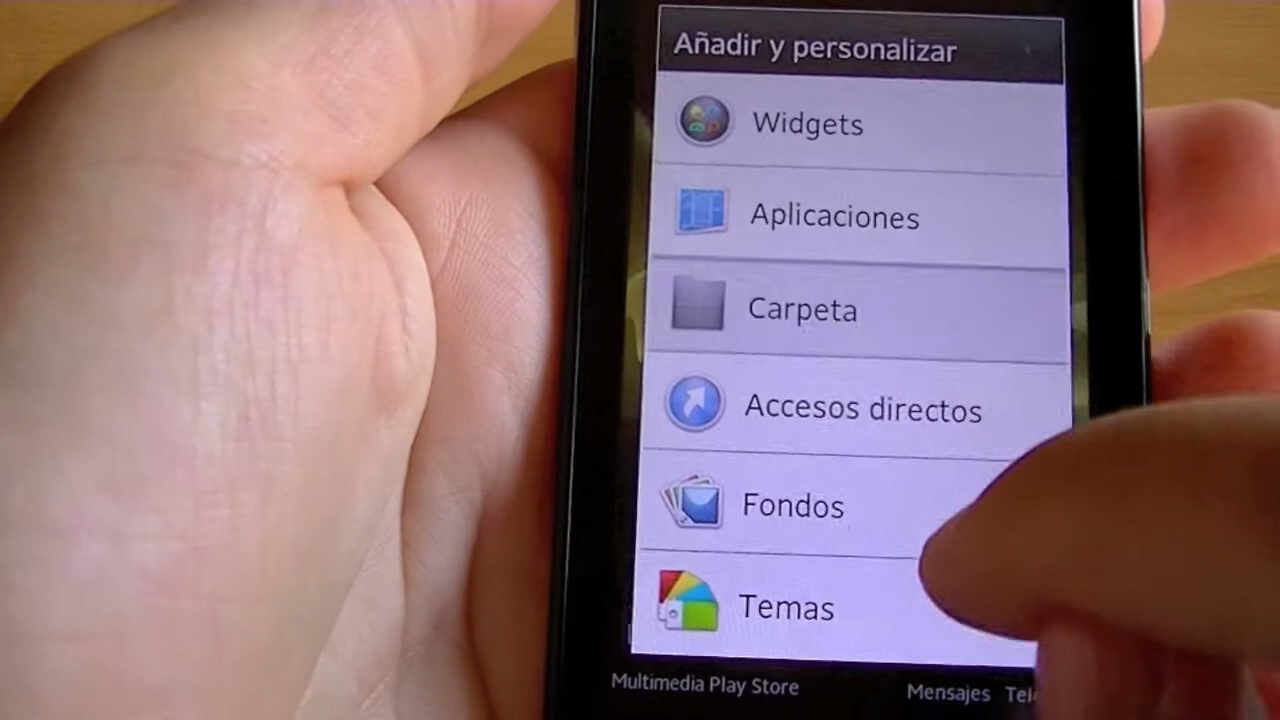 Añadir y personalizar
Widgets
Aplicaciones
Carpeta
Accesos directos
Fondos
Temas
Multimedia Play Store Mensajes